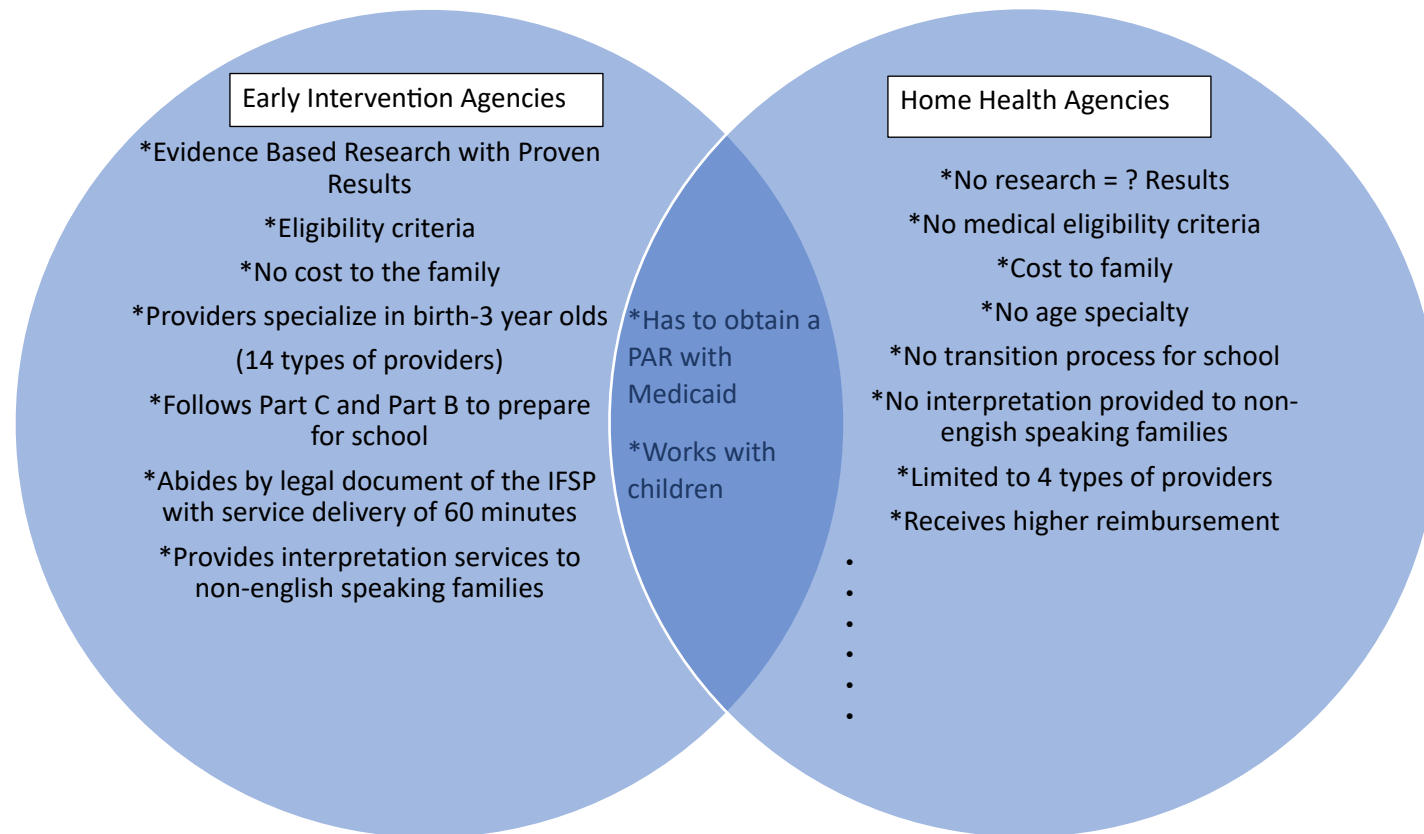 Early Intervention Agencies
*Evidence Based Research with Proven
Results
*Eligibility criteria
*No cost to the family
*Providers specialize in birth-3 year olds
(14 types of providers)
*Follows Part C and Part B to prepare
for school
*Abides by legal document of the IFSP
with service delivery of 60 minutes
*Provides interpretation services to
non-english speaking families
*Has to obtain a
PAR with
Medicaid
*Works with
children
Home Health Agencies
*No research = ? Results
*No medical eligibility criteria
*Cost to family
*No age specialty
*No transition process for school
*No interpretation provided to non-
engish speaking families
*Limited to 4 types of providers
*Receives higher reimbursement
•
•
•
•
•
•